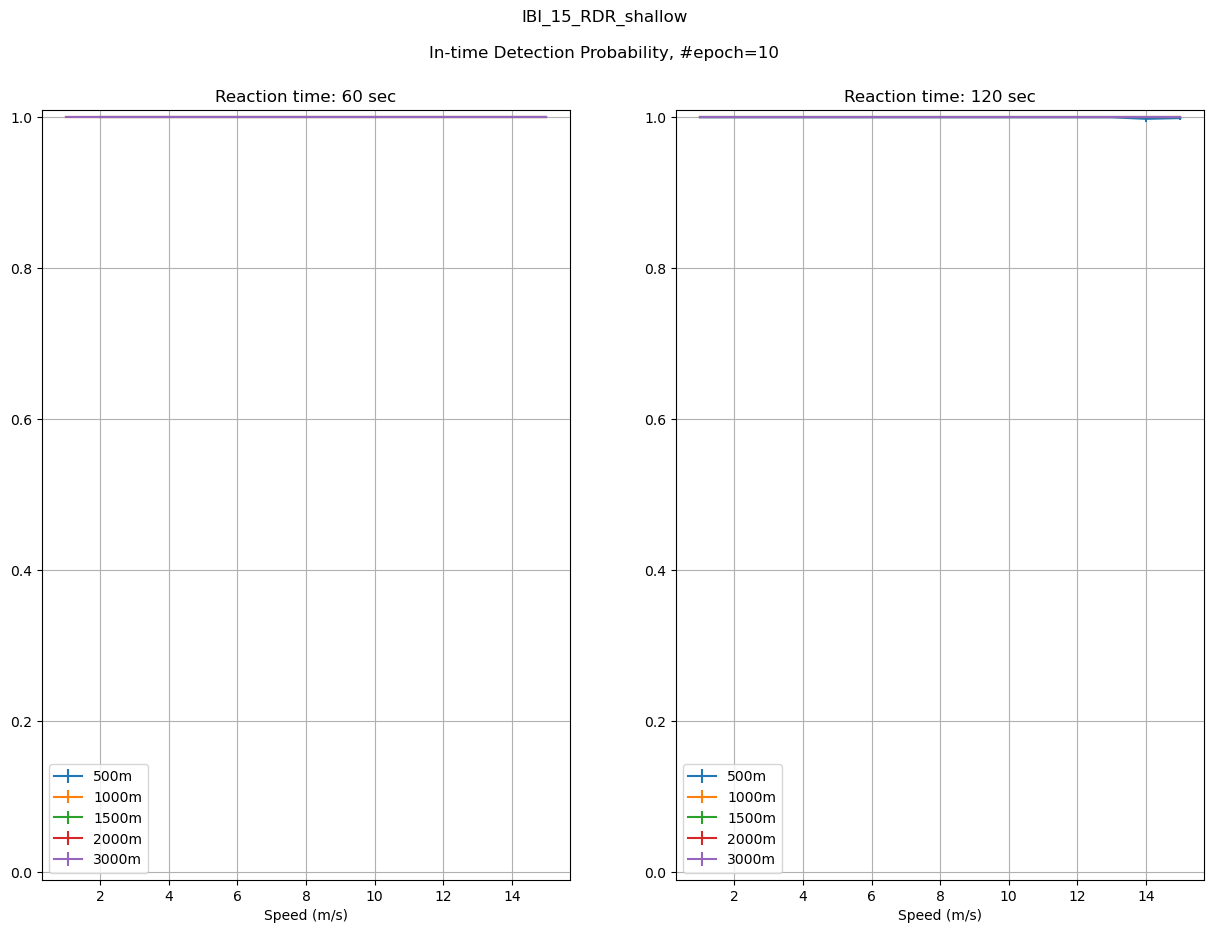 IBI_15_RDR_shallow
In-time Detection Probability, #epoch=10
Reaction time: 60 sec
1.0
0.8
0.6
0.4
0.2
0.0
500m
1000m
1500m
2000m
3000m
2 4 6 8 10 12 14
Speed (m/s)
Reaction time: 120 sec
1.0
0.8
0.6
0.4
0.2
0.0
500m
1000m
1500m
2000m
3000m
2 4 6 8 10 12 14
Speed (m/s)